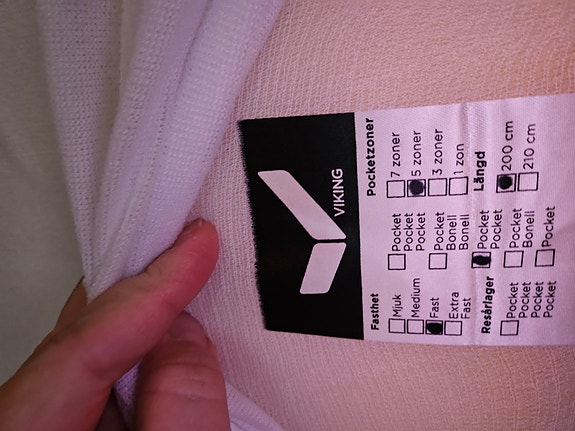 VIKING
Fasthet
Mjuk
Medium
Fast
Extra
Fast
Pocket
Pocket
Pocket
Pocket
Bonell
Bonell
Pocketzoner
7 zoner
5 zoner
3 zoner
1 zon
Resårlager
Pocket
Pocket
Pocket
Pocket
Pocket
Pocket
Pocket
Bonell
Pocket
Längd
200 cm
210 cm